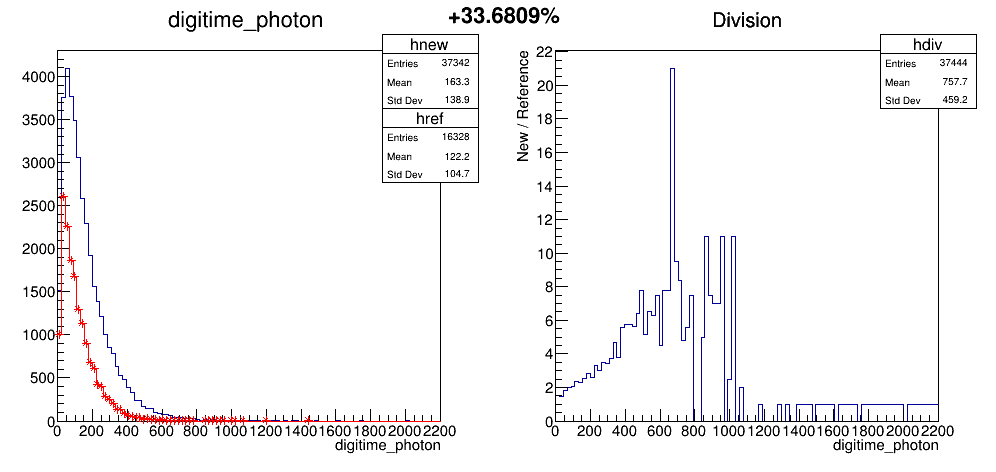 +33.6809%
digitime_photon
hnew
Entries 37342
Mean 163.3
Std Dev 138.9
href
Entries 16328
Mean 122.2
Std Dev 104.7
4000
3500
3000
2500
2000
1500
1000
500
0
0 200 400 600 800 1000 1200 1400 1600 1800 2000 2200
digitime_photon
Division
hdiv
Entries 37444
Mean 757.7
Std Dev 459.2
New / Reference
22
20
18
16
14
12
10
8
6
4
2
0
0 200 400 600 800 1000 1200 1400 1600 1800 2000 2200
digitime_photon